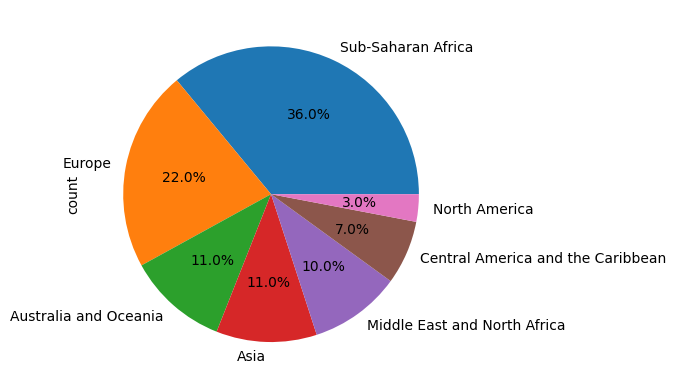 Sub-Saharan Africa
36.0%
Europe
22.0%
count
North America
3.0%
7.0%
Central America and the Caribbean
11.0%
10.0%
11.0%
Australia and Oceania
Middle East and North Africa
Asia